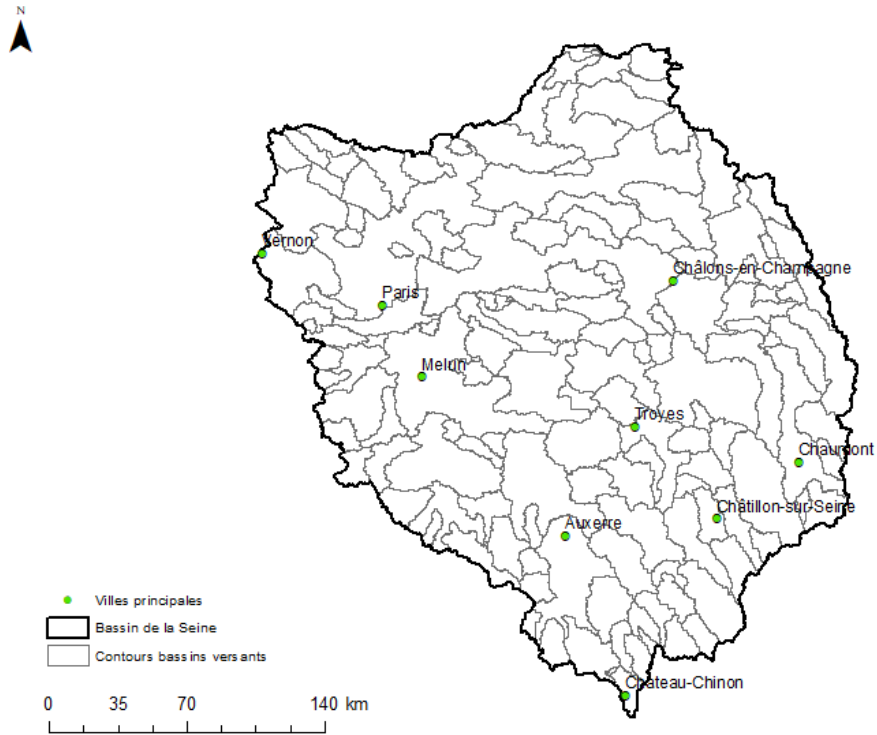 N
Vernon
Châlons-en-Champagne
Paris
Melun
Troyes
Chaumont
Châtillon-sur-Seine
Auxerre
Villes principales
Bassin de la Seine
Contours bassins versants
Château-Chinon
0 35 70 140 km